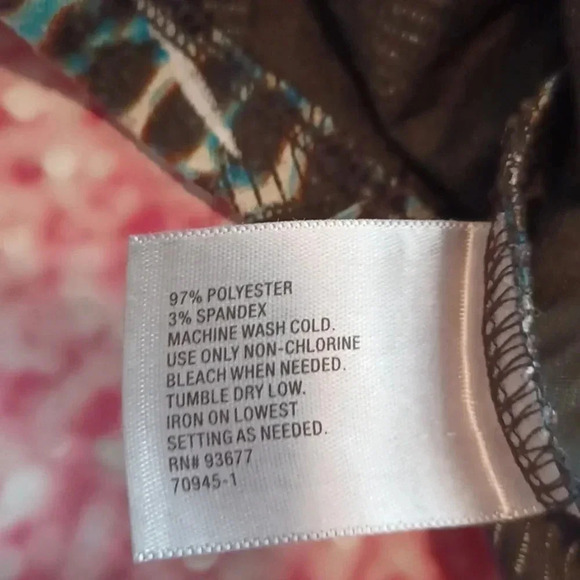 97% POLYESTER
3% SPANDEX
MACHINE WASH COLD.
USE ONLY NON-CHLORINE
BLEACH WHEN NEEDED.
TUMBLE DRY LOW.
IRON ON LOWEST
SETTING AS NEEDED.
RN# 93677
70945-1